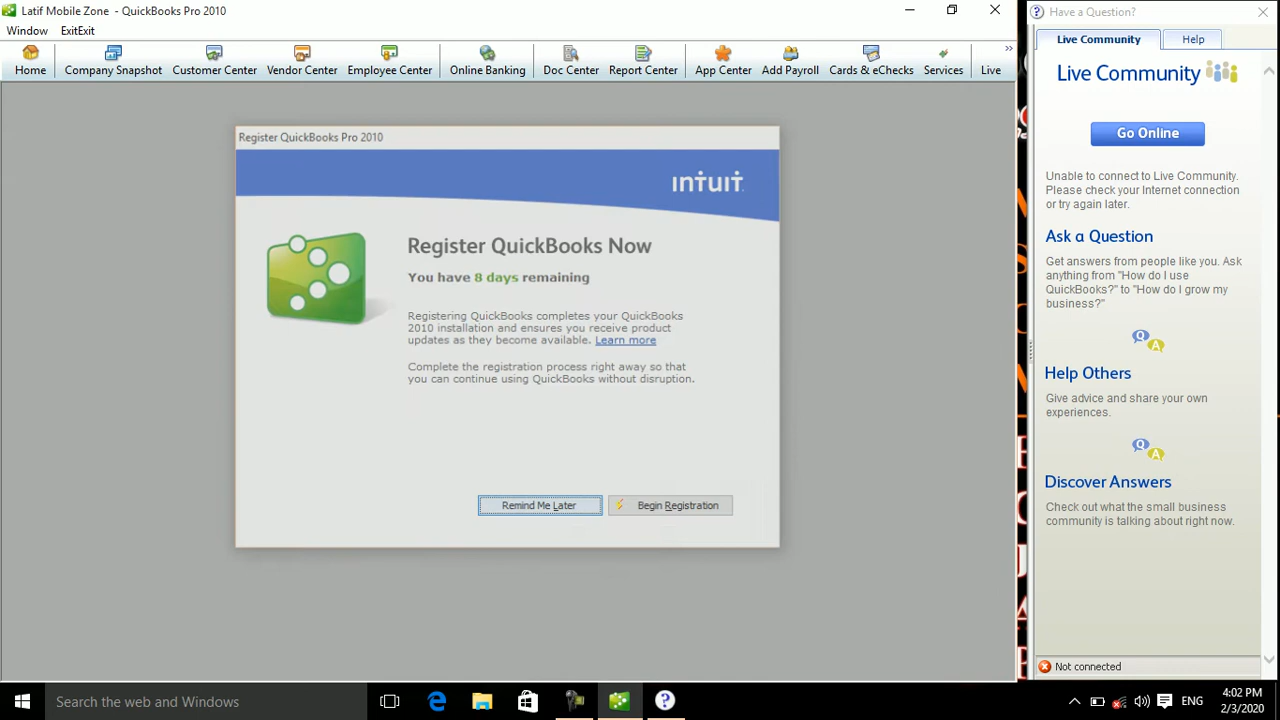 Latif Mobile Zone - QuickBooks Pro 2010
Window ExitExit
Home Company Snapshot Customer Center Vendor Center Employee Center Online Banking Doc Center Report Center App Center Add Payroll Cards & eChecks Services Live
Register QuickBooks Pro 2010
intuit
Register QuickBooks Now
You have 8 days remaining
Registering QuickBooks completes your QuickBooks
2010 installation and ensures you receive product
updates as they become available. Learn more
Complete the registration process right away so that
you can continue using QuickBooks without disruption.
Remind Me Later
Begin Registration
Have a Question?
Live Community Help
Live Community
Go Online
Unable to connect to Live Community.
Please check your Internet connection
or try again later.
Ask a Question
Get answers from people like you. Ask
anything from "How do I use
QuickBooks?" to "How do I grow my
business?"
Q A
Help Others
Give advice and share your own
experiences.
Q A
Discover Answers
Check out what the small business
community is talking about right now.
Not connected
Search the web and Windows
ENG
4:02 PM
2/3/2020